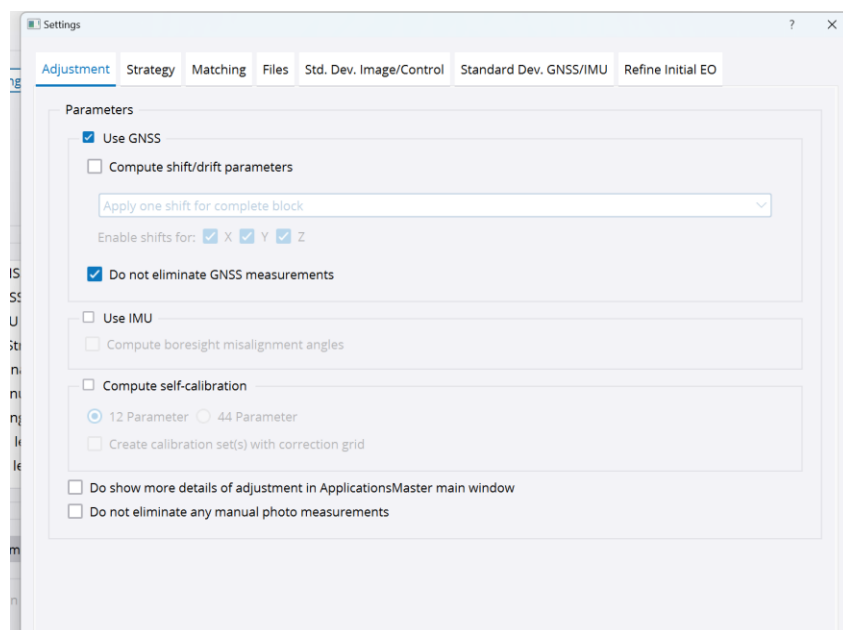 Settings ?
Adjustment Strategy Matching Files Std. Dev. Image/Control Standard Dev. GNSS/IMU Refine Initial EO
Parameters
Use GNSS
Compute shift/drift parameters
Apply one shift for complete block
Enable shifts for: X Y Z
Do not eliminate GNSS measurements
Use IMU
Compute boresight misalignment angles
Compute self-calibration
12 Parameter 44 Parameter
Create calibration set(s) with correction grid
Do show more details of adjustment in ApplicationsMaster main window
Do not eliminate any manual photo measurements